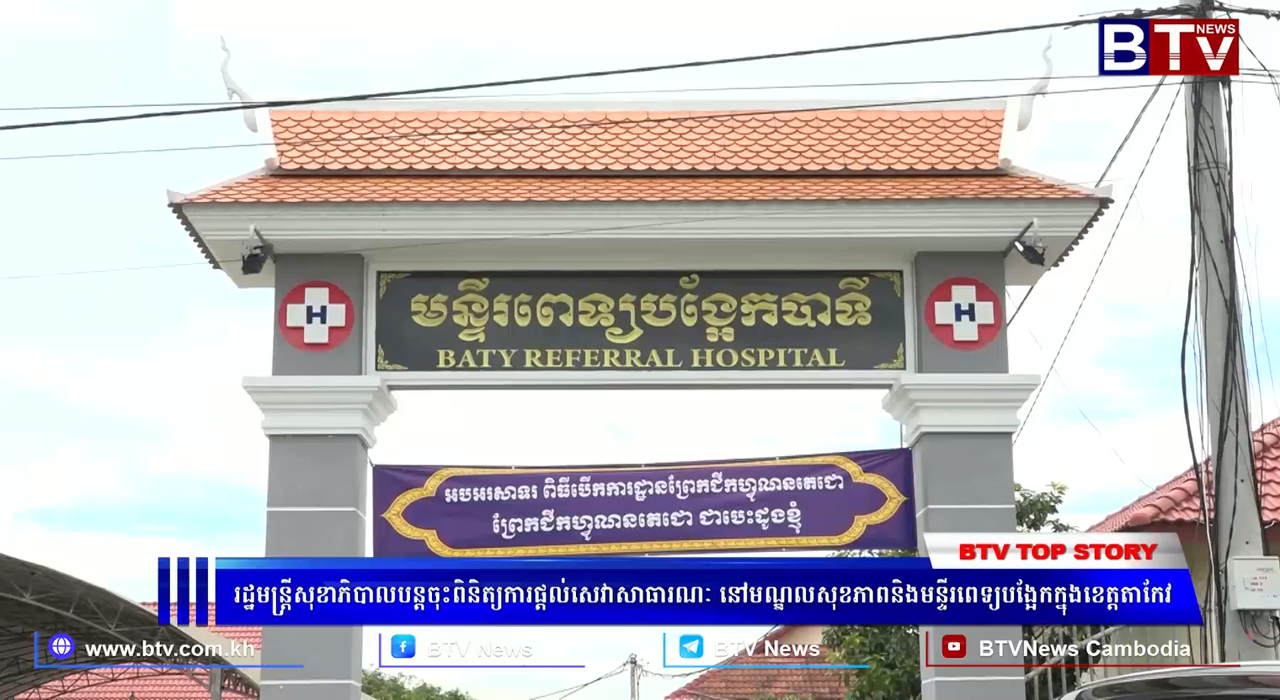 BTV NEWS
H
H
មន្ទីរពេទ្យបង្អែកបាទី
BATY REFERRAL HOSPITAL
អបអរសាទរ ពិធីបើកការដ្ឋានព្រែកជីកហ្វូណនតេជោ
ព្រែកជីកហ្វូណនតេជោ ជាបេះដូងខ្ញុំ
BTV TOP STORY
រដ្ឋមន្ត្រីសុខាភិបាលបន្តចុះពិនិត្យការផ្តល់សេវាសាធារណៈ នៅមណ្ឌលសុខភាពនិងមន្ទីរពេទ្យបង្អែកក្នុងខេត្តតាកែវ
www.btv.com.kh
BTV News
BTV News
BTVNews Cambodia